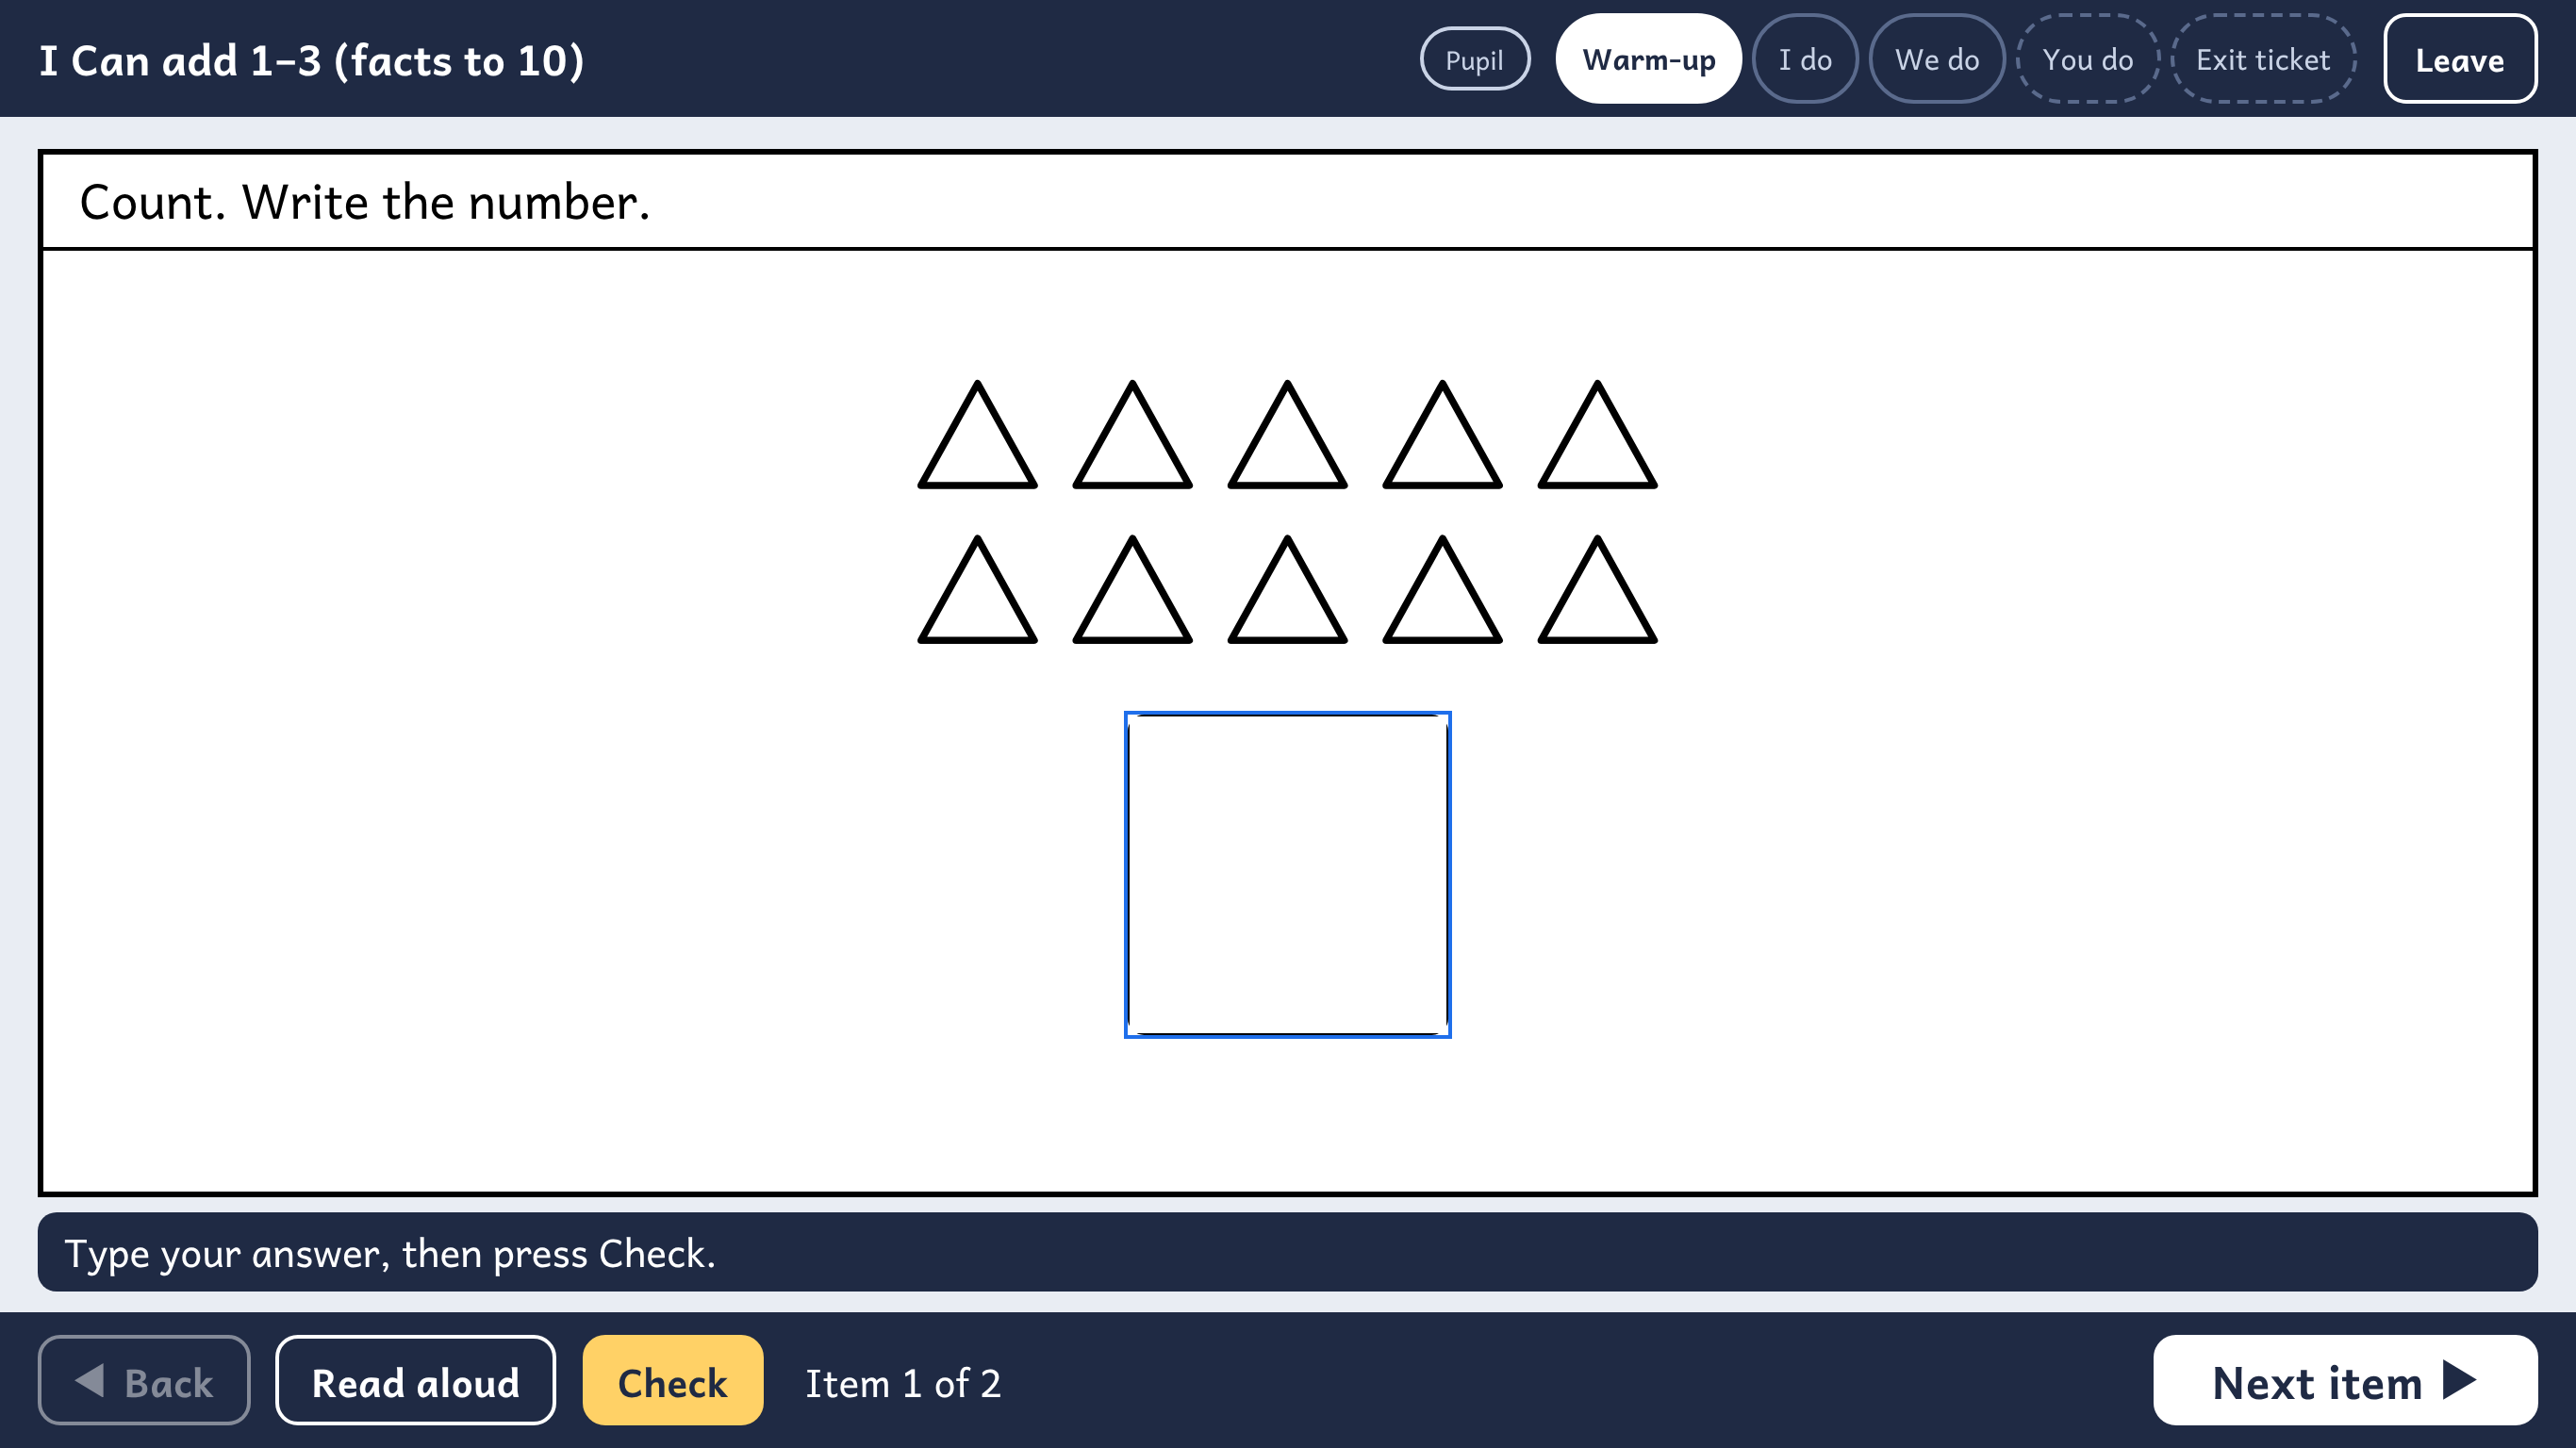 I Can add 1–3 (facts to 10)
Pupil
Warm-up
I do
We do
You do
Exit ticket
Leave
Count. Write the number.
Type your answer, then press Check.
Back
Read aloud
Check
Item 1 of 2
Next item